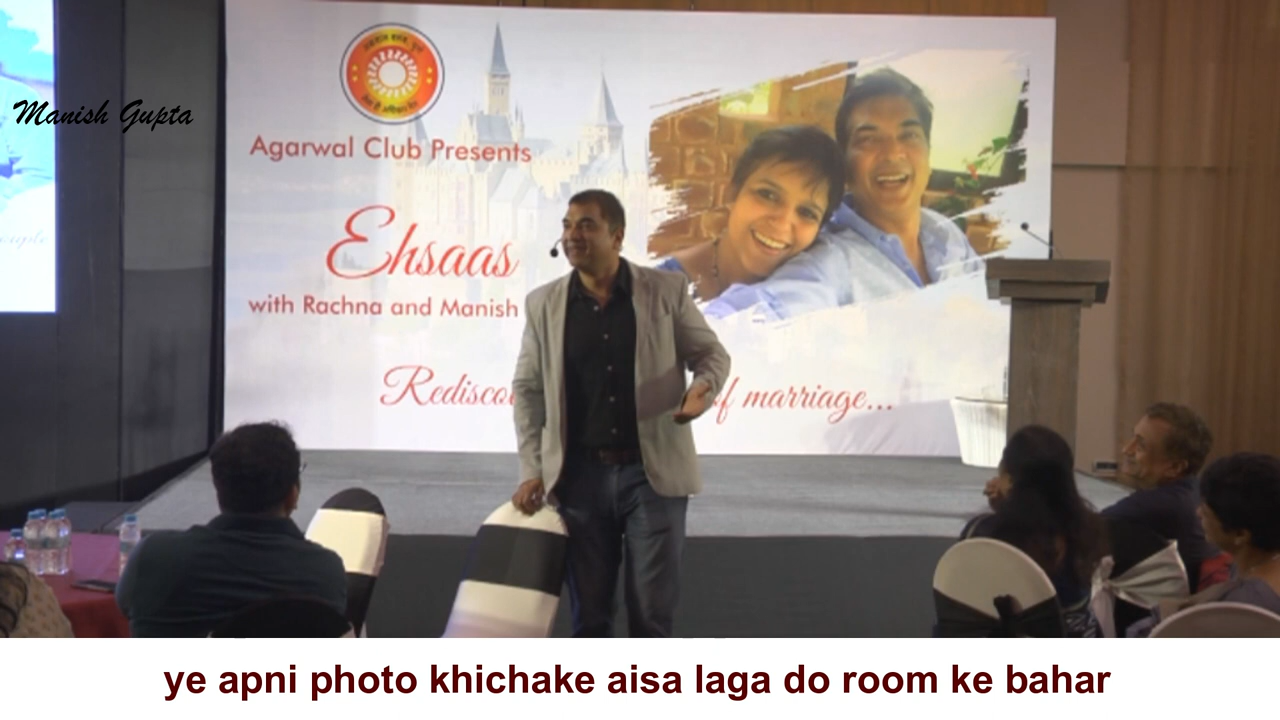 Manish Gupta
Agarwal Club Presents
Ehsaas
with Rachna and Manish
of marriage...
ye apni photo khichake aisa laga do room ke bahar